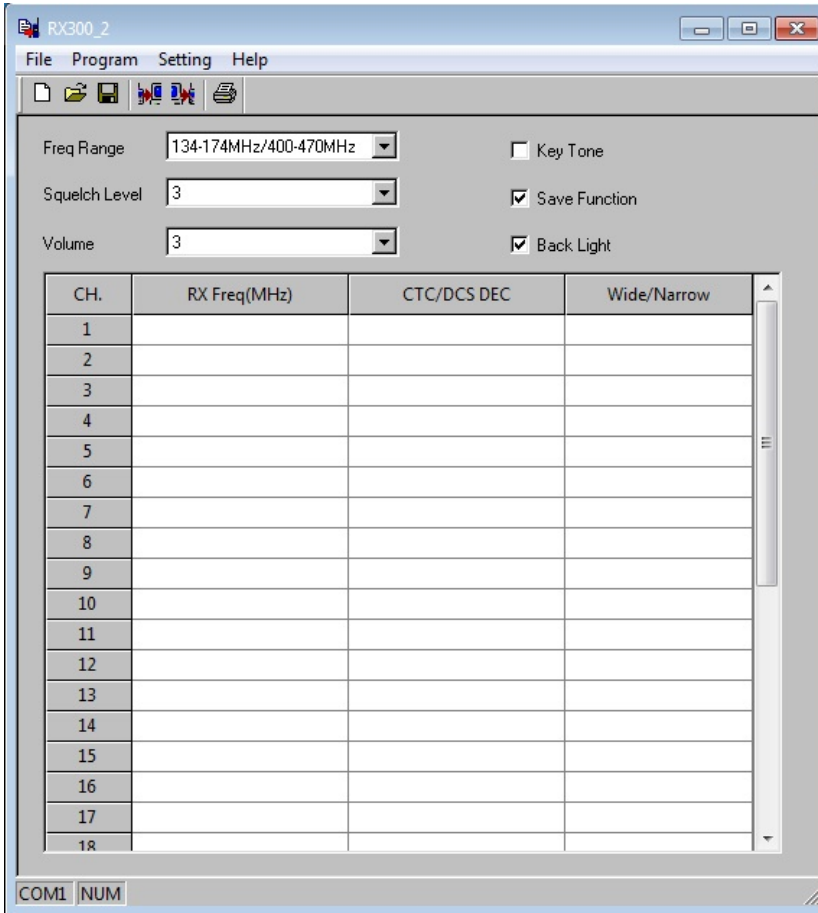 RX300_2
File Program Setting Help
Freq Range 134-174MHz/400-470MHz Key Tone
Squelch Level 3 Save Function
Volume 3 Back Light
CH. RX Freq(MHz) CTC/DCS DEC Wide/Narrow
1
2
3
4
5
6
7
8
9
10
11
12
13
14
15
16
17
18
COM1 NUM